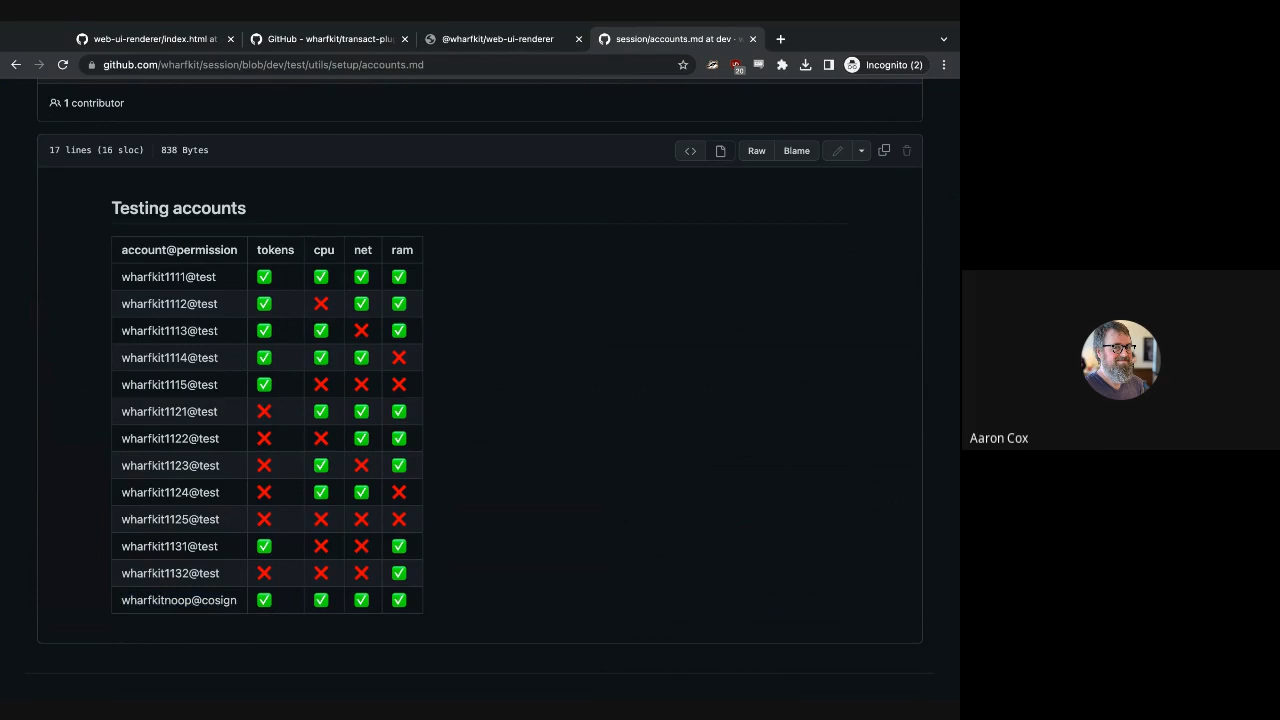 web-ui-renderer/index.html at
GitHub - wharfkit/transact-plu
@wharfkit/web-ui-renderer
session/accounts.md at dev · w
github.com/wharfkit/session/blob/dev/test/utils/setup/accounts.md
20
Incognito (2)
1 contributor
17 lines (16 sloc) 838 Bytes
Raw
Blame
Testing accounts
account@permission tokens cpu net ram
wharfkit1111@test ✅ ✅ ✅ ✅
wharfkit1112@test ✅ ❌ ✅ ✅
wharfkit1113@test ✅ ✅ ❌ ✅
wharfkit1114@test ✅ ✅ ✅ ❌
wharfkit1115@test ✅ ❌ ❌ ❌
wharfkit1121@test ❌ ✅ ✅ ✅
wharfkit1122@test ❌ ❌ ✅ ✅
wharfkit1123@test ❌ ✅ ❌ ✅
wharfkit1124@test ❌ ✅ ✅ ❌
wharfkit1125@test ❌ ❌ ❌ ❌
wharfkit1131@test ✅ ❌ ❌ ✅
wharfkit1132@test ❌ ❌ ❌ ✅
wharfkitnoop@cosign ✅ ✅ ✅ ✅
Aaron Cox